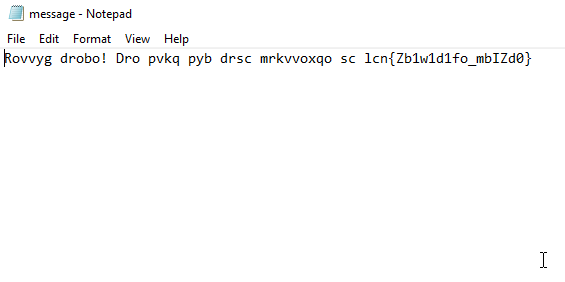 message - Notepad
File Edit Format View Help
Rovvyg drobo! Dro pvkq pyb drsc mrkvvoxqo sc lcn{Zb1w1d1fo_mbIZd0}